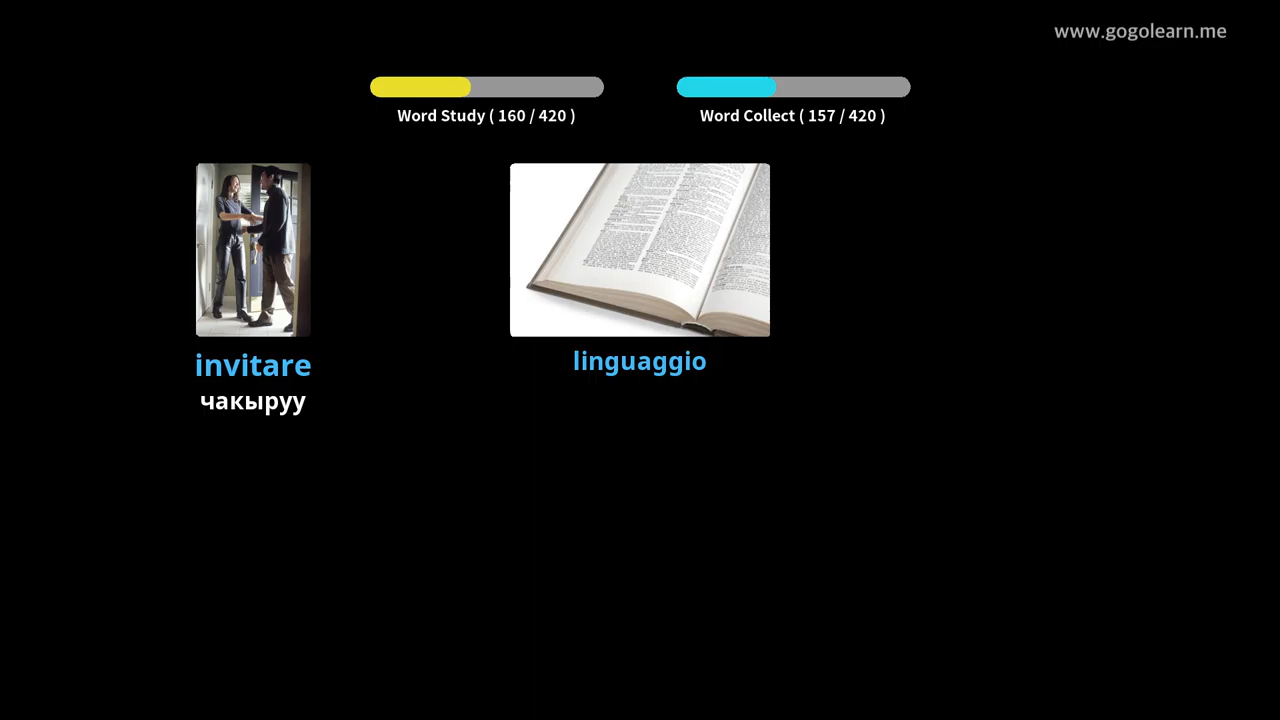 www.gogolearn.me
Word Study ( 160 / 420 )
Word Collect ( 157 / 420 )
invitare
чакыруу
linguaggio